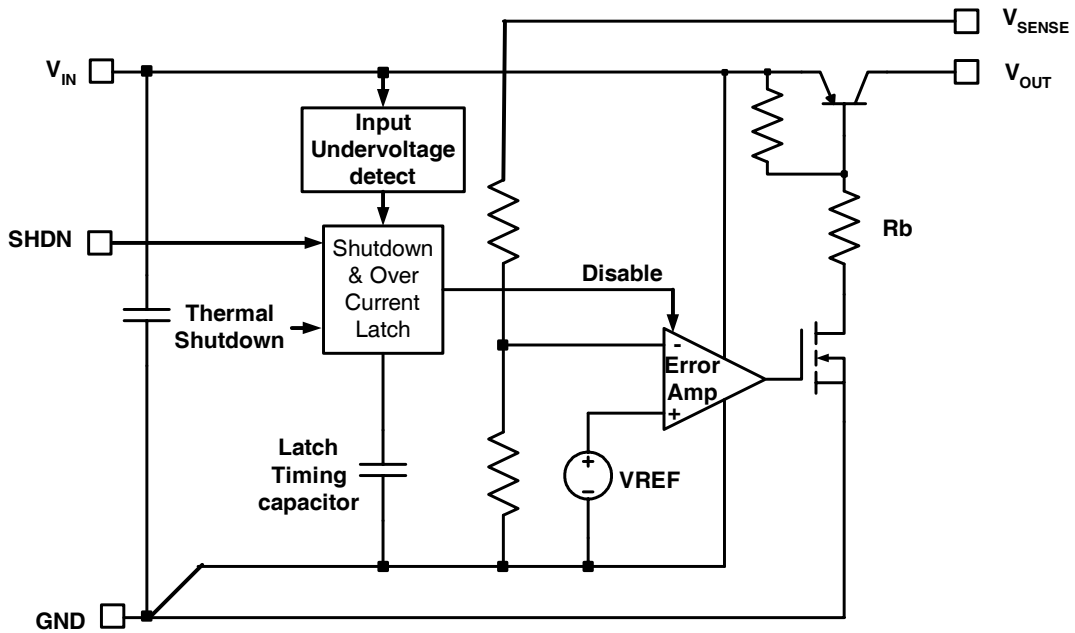 V_SENSE
V_IN
V_OUT
Input
Undervoltage
detect
SHDN
Shutdown
& Over
Current
Latch
Rb
Disable
Thermal
Shutdown
-
Error
Amp
+
Latch
Timing
capacitor
+
−
VREF
GND